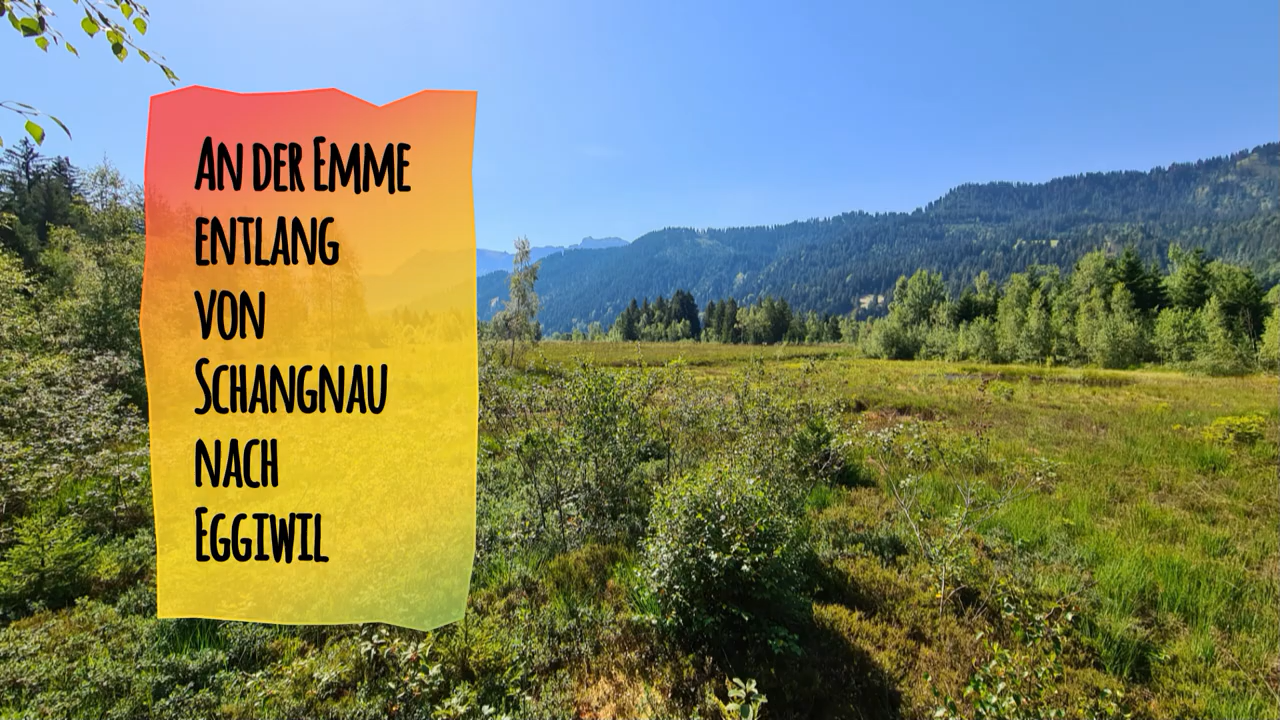 An der Emme
entlang
von
Schangnau
nach
Eggiwil